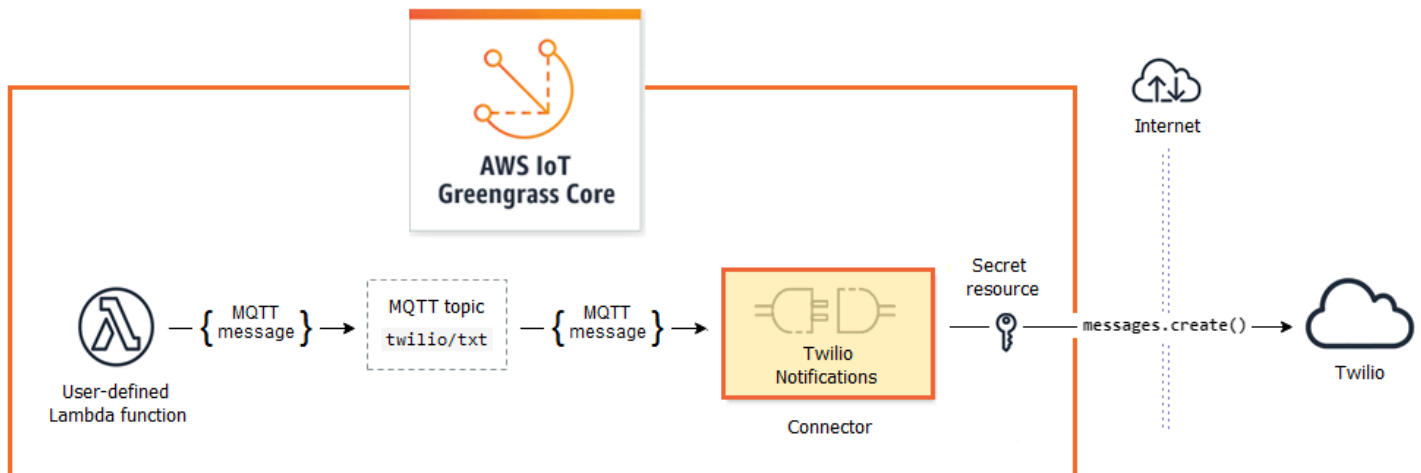 AWS IoT
Greengrass Core
Internet
User-defined
Lambda function
{ MQTT
message }
MQTT topic
twilio/txt
{ MQTT
message }
Twilio
Notifications
Connector
Secret
resource
messages.create()
Twilio